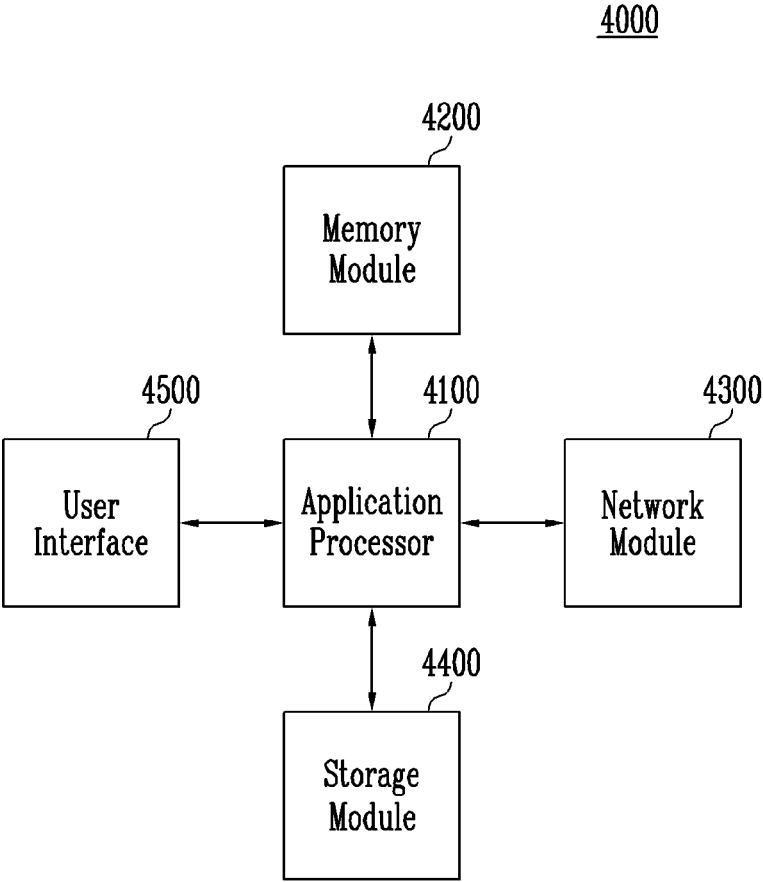 4000
4200
Memory
Module
4500
4100
4300
User
Interface
Application
Processor
Network
Module
4400
Storage
Module